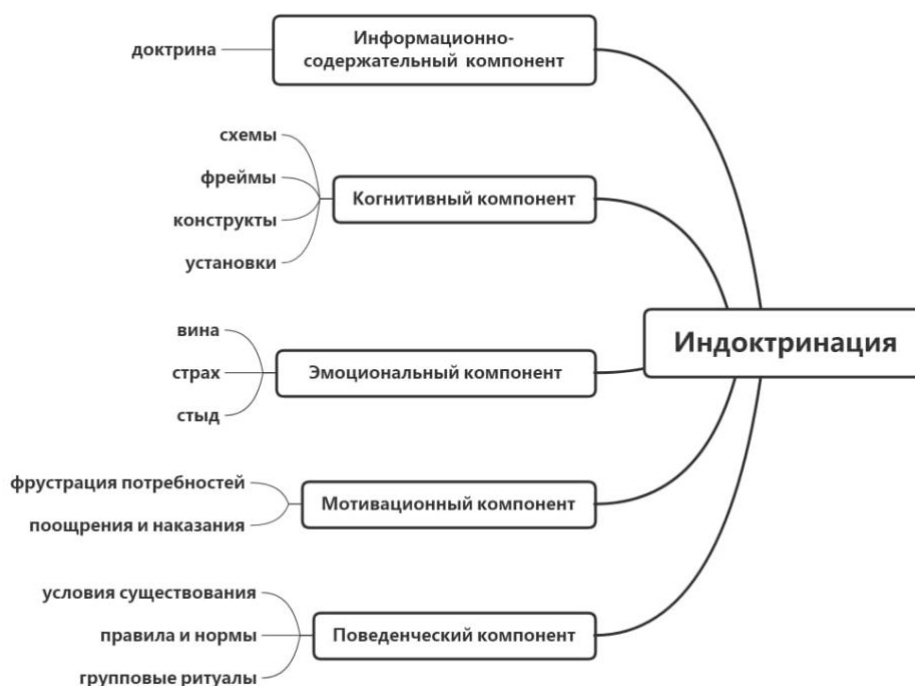 доктрина
Информационно-
содержательный компонент
схемы
фреймы
конструкты
установки
Когнитивный компонент
Индоктринация
вина
страх
стыд
Эмоциональный компонент
фрустрация потребностей
поощрения и наказания
Мотивационный компонент
условия существования
правила и нормы
групповые ритуалы
Поведенческий компонент